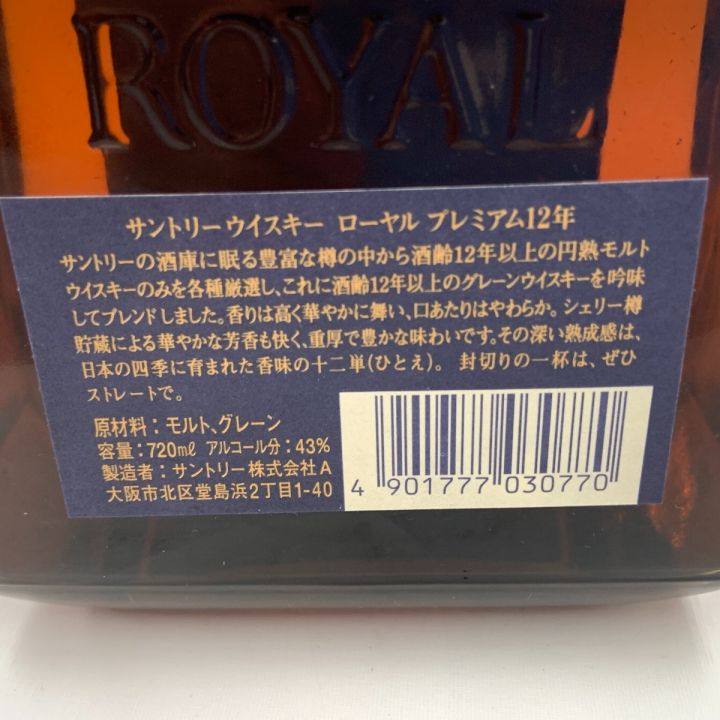 ROYAL
サントリーウイスキー ローヤル プレミアム12年
サントリーの酒庫に眠る豊富な樽の中から酒齢12年以上の円熟モルト
ウイスキーのみを各種厳選し、これに酒齢12年以上のグレーンウイスキーを吟味
してブレンドしました。香りは高く華やかに舞い、口あたりはやわらか。シェリー樽
貯蔵による華やかな芳香も快く、重厚で豊かな味わいです。その深い熟成感は、
日本の四季に育まれた香味の十二単(ひとえ)。 封切りの一杯は、ぜひ
ストレートで。
原材料：モルト、グレーン
容量：720mℓ アルコール分：43%
製造者：サントリー株式会社A
大阪市北区堂島浜2丁目1-40
4 901777 030770